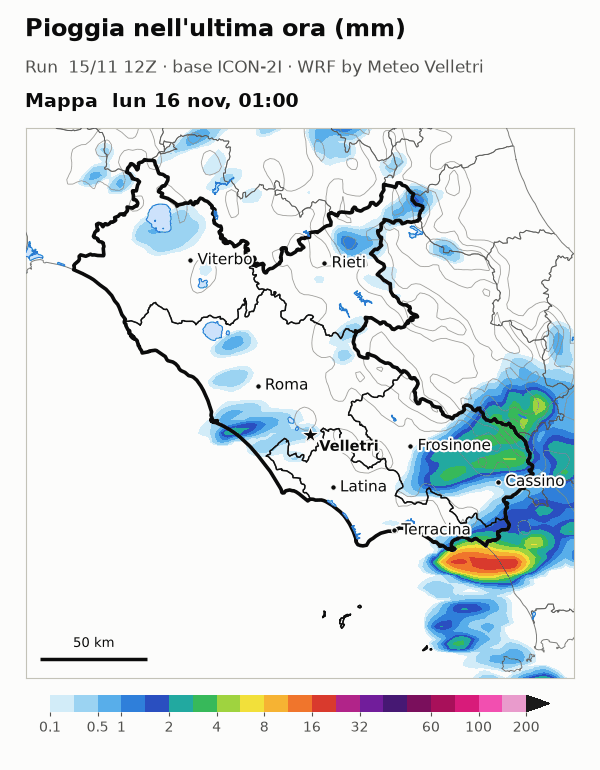 Pioggia nell'ultima ora (mm)
Run  15/11 12Z · base ICON-2I · WRF by Meteo Velletri
Mappa  lun 16 nov, 01:00
Viterbo
Rieti
Roma
Velletri
Frosinone
Cassino
Latina
Terracina
50 km
0.1 0.5 1 2 4 8 16 32 60 100 200